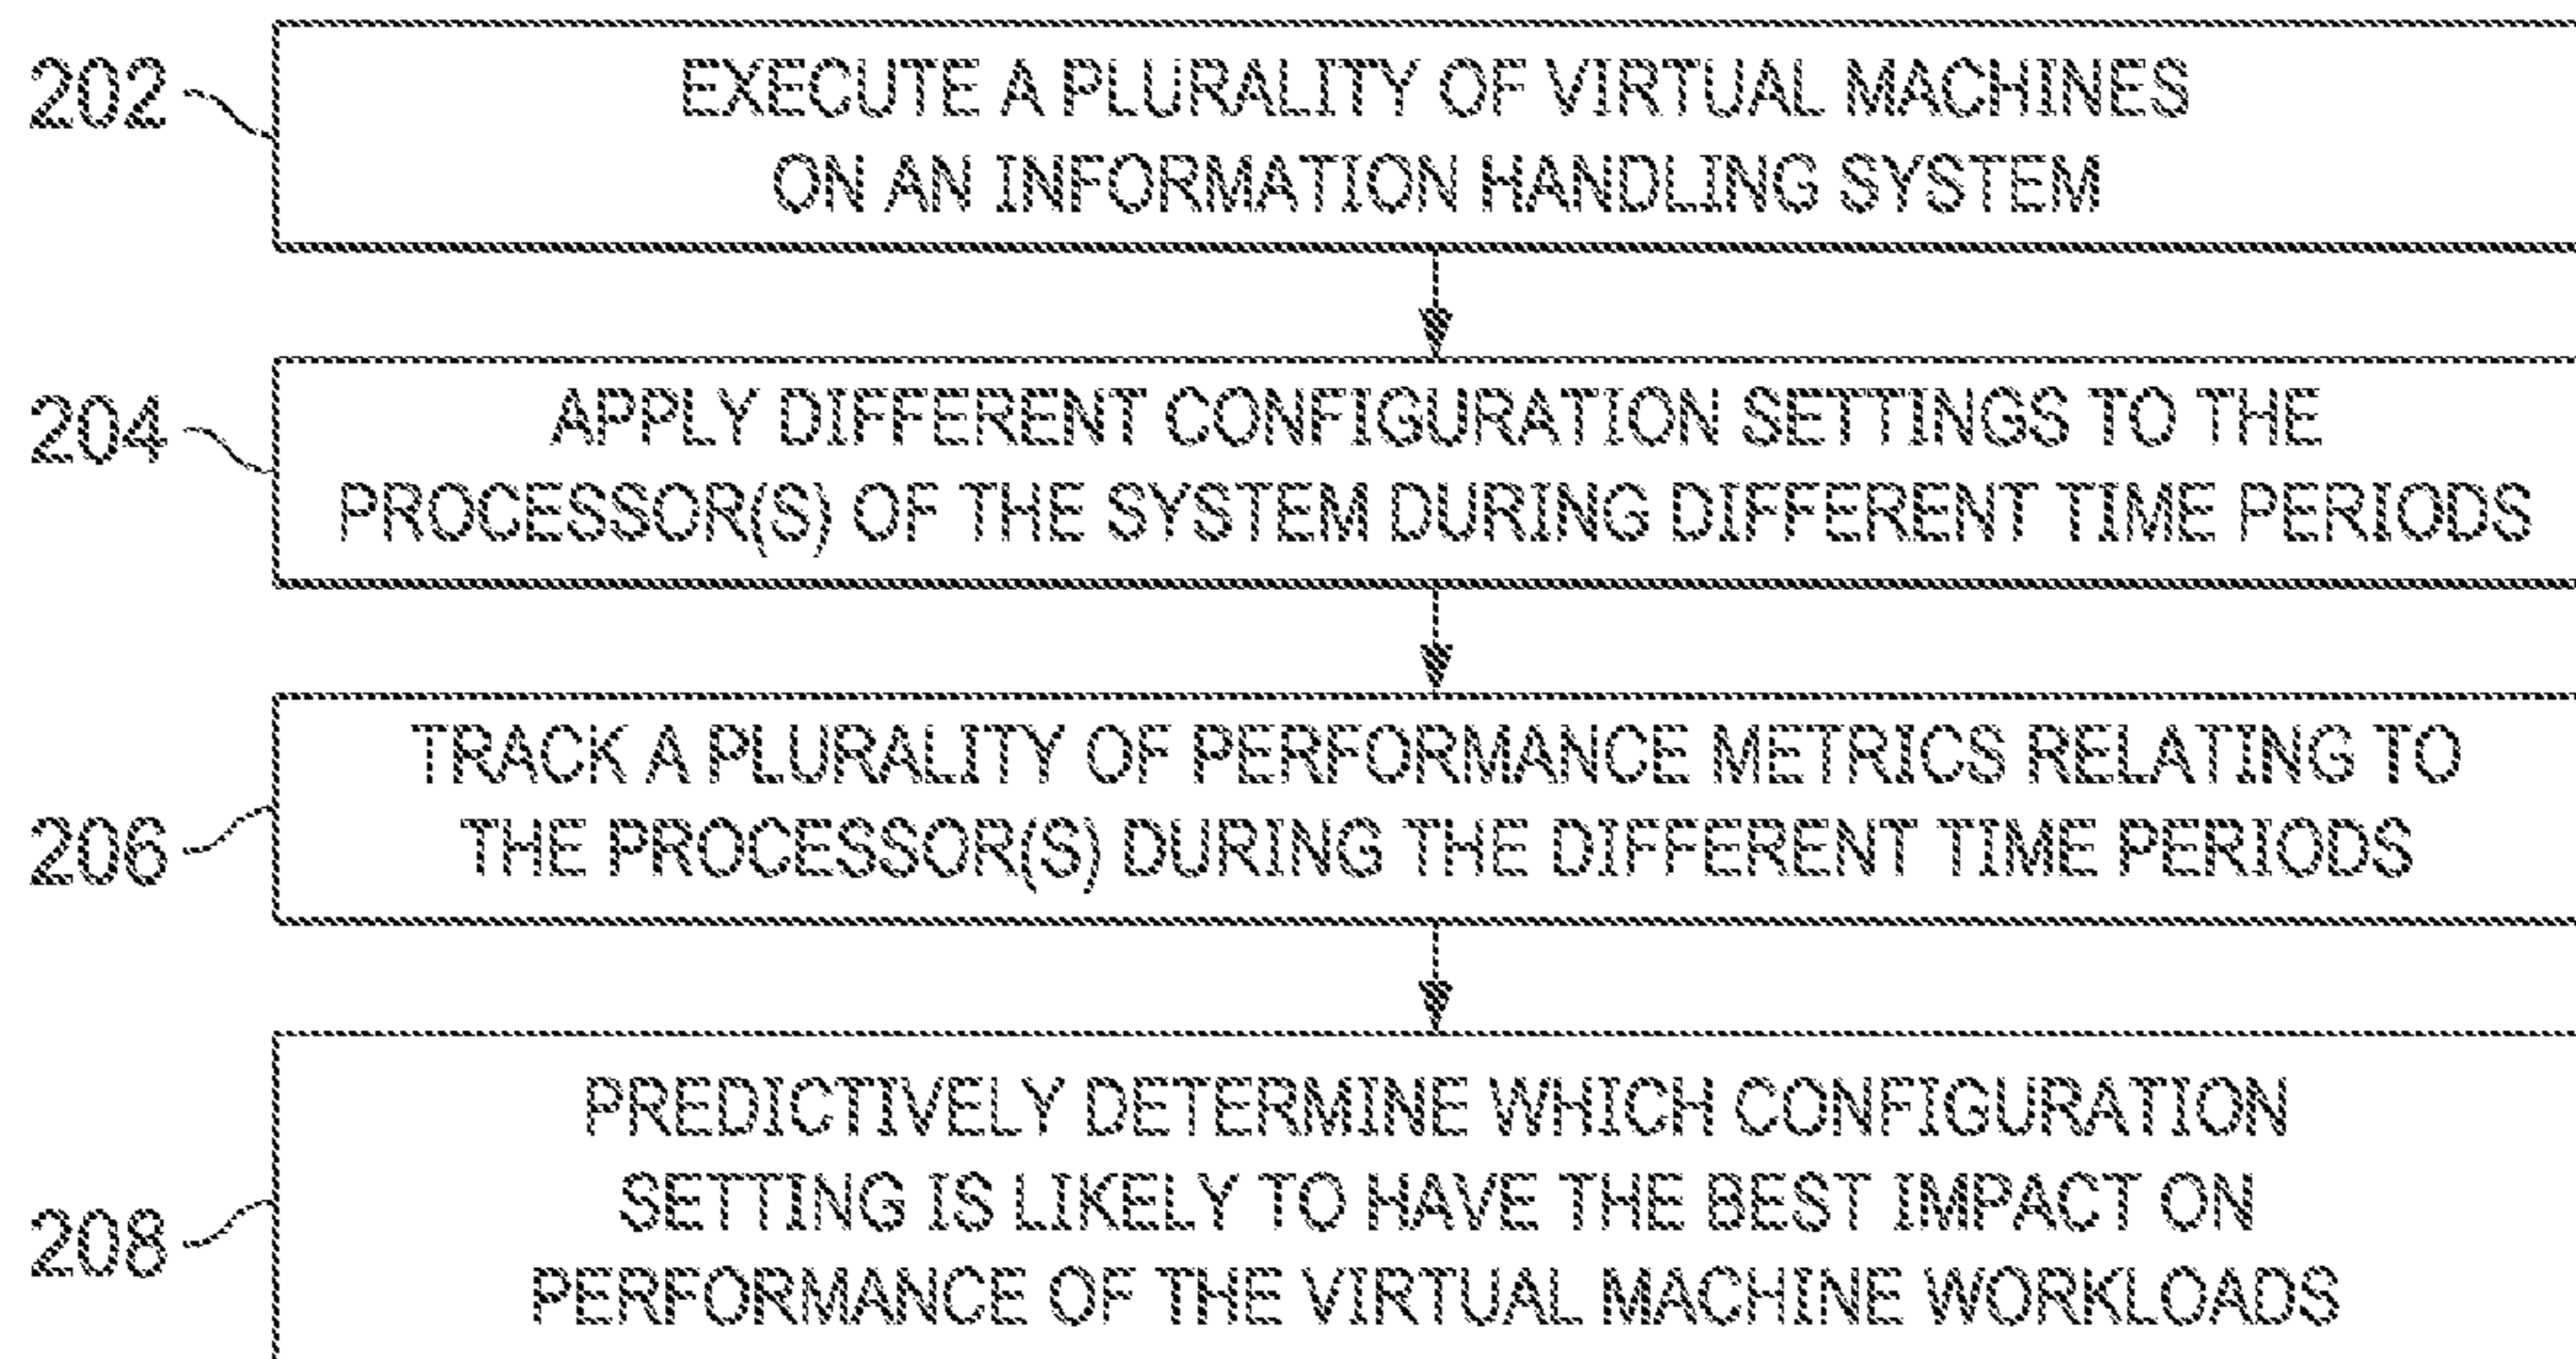 202
EXECUTE A PLURALITY OF VIRTUAL MACHINES
ON AN INFORMATION HANDLING SYSTEM
204
APPLY DIFFERENT CONFIGURATION SETTINGS TO THE
PROCESSOR(S) OF THE SYSTEM DURING DIFFERENT TIME PERIODS
206
TRACK A PLURALITY OF PERFORMANCE METRICS RELATING TO
THE PROCESSOR(S) DURING THE DIFFERENT TIME PERIODS
208
PREDICTIVELY DETERMINE WHICH CONFIGURATION
SETTING IS LIKELY TO HAVE THE BEST IMPACT ON
PERFORMANCE OF THE VIRTUAL MACHINE WORKLOADS